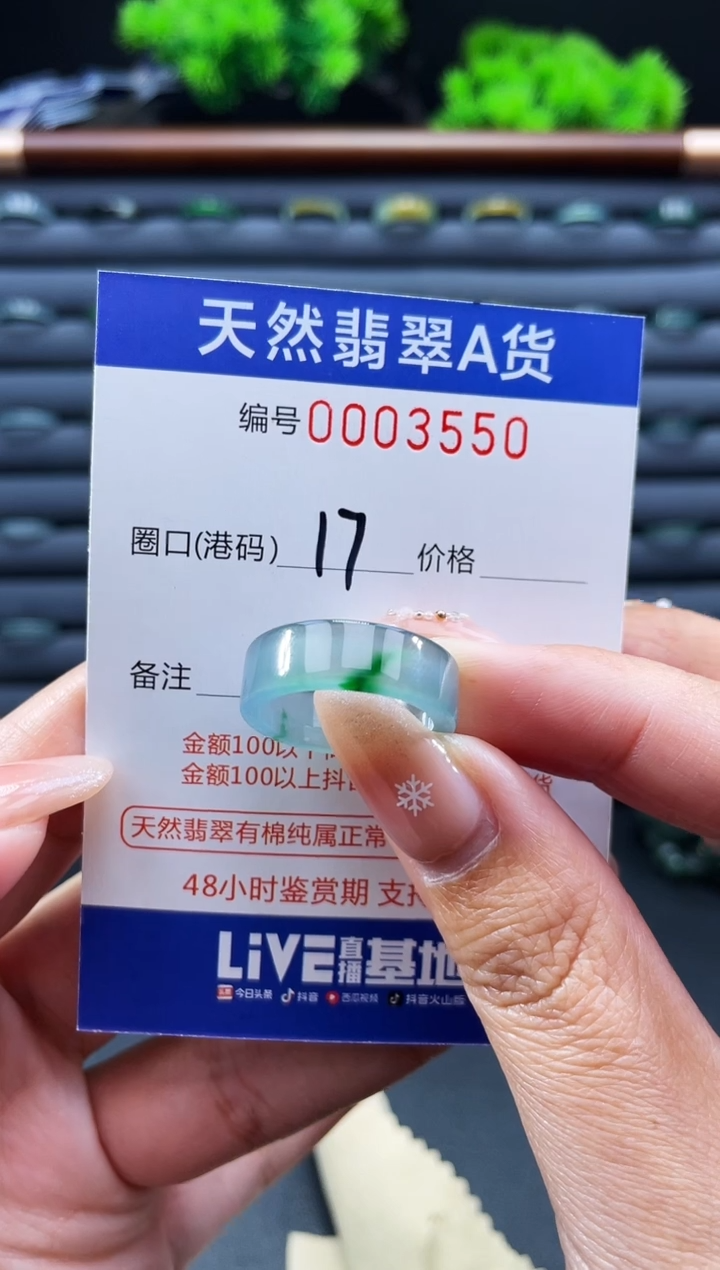 天然翡翠A货
编号0003550
圈口(港码) 17 价格
备注
金额100以下
金额100以上抖 货
天然翡翠有棉纯属正常
48小时鉴赏期 支持
LiVE直播基地
今日头条 抖音 西瓜视频 抖音火山版